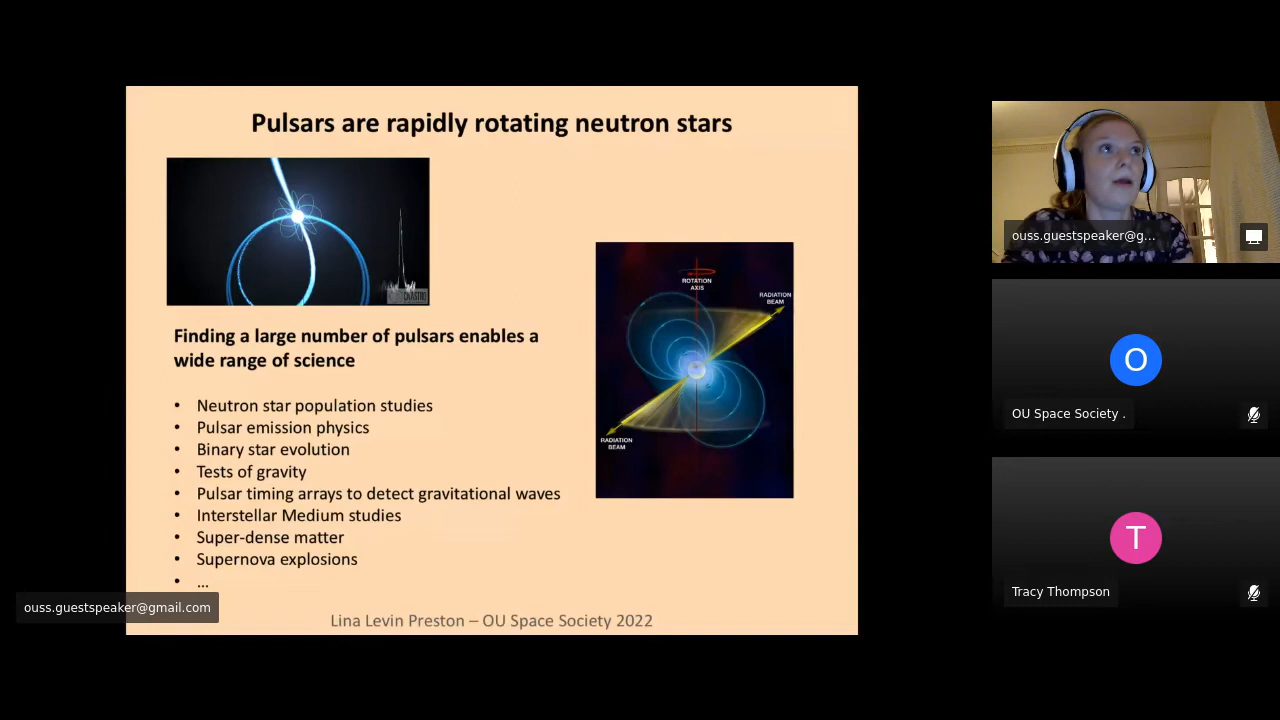 Pulsars are rapidly rotating neutron stars
ROTATION
AXIS
RADIATION
BEAM
RADIATION
BEAM
Finding a large number of pulsars enables a
wide range of science
• Neutron star population studies
• Pulsar emission physics
• Binary star evolution
• Tests of gravity
• Pulsar timing arrays to detect gravitational waves
• Interstellar Medium studies
• Super-dense matter
• Supernova explosions
• ...
ouss.guestspeaker@gmail.com
Lina Levin Preston – OU Space Society 2022
ouss.guestspeaker@g...
O
OU Space Society .
T
Tracy Thompson